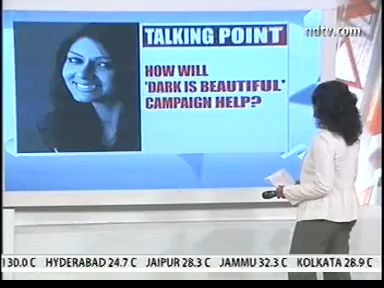 TALKING POINT
ndtv.com
HOW WILL
'DARK IS BEAUTIFUL'
CAMPAIGN HELP?
130.0 C HYDERABAD 24.7 C JAIPUR 28.3 C JAMMU 32.3 C KOLKATA 28.9 C